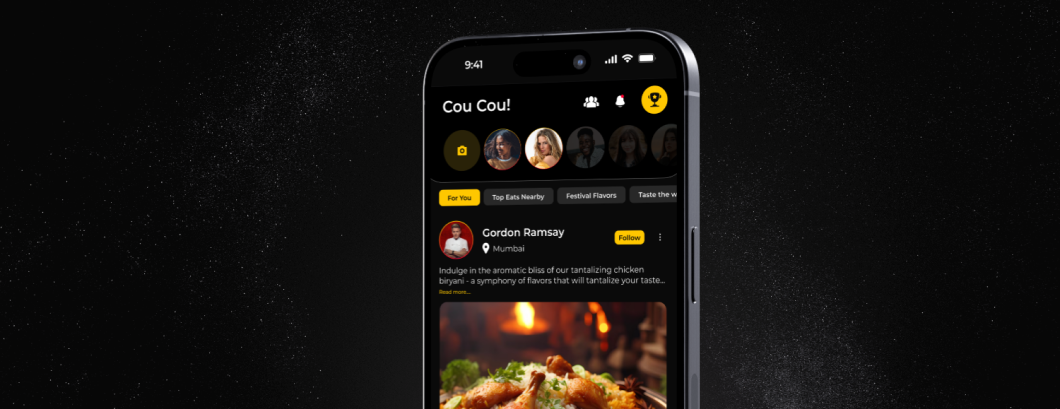 9:41
Cou Cou!
For You
Top Eats Nearby
Festival Flavors
Taste the w
Gordon Ramsay
Follow
Mumbai
Indulge in the aromatic bliss of our tantalizing chicken
biryani - a symphony of flavors that will tantalize your taste...
Read more...